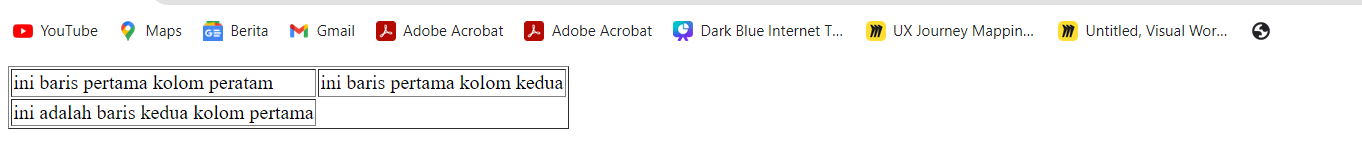 YouTube Maps Berita Gmail Adobe Acrobat Adobe Acrobat Dark Blue Internet T... UX Journey Mappin... Untitled, Visual Wor...
ini baris pertama kolom peratam ini baris pertama kolom kedua
ini adalah baris kedua kolom pertama